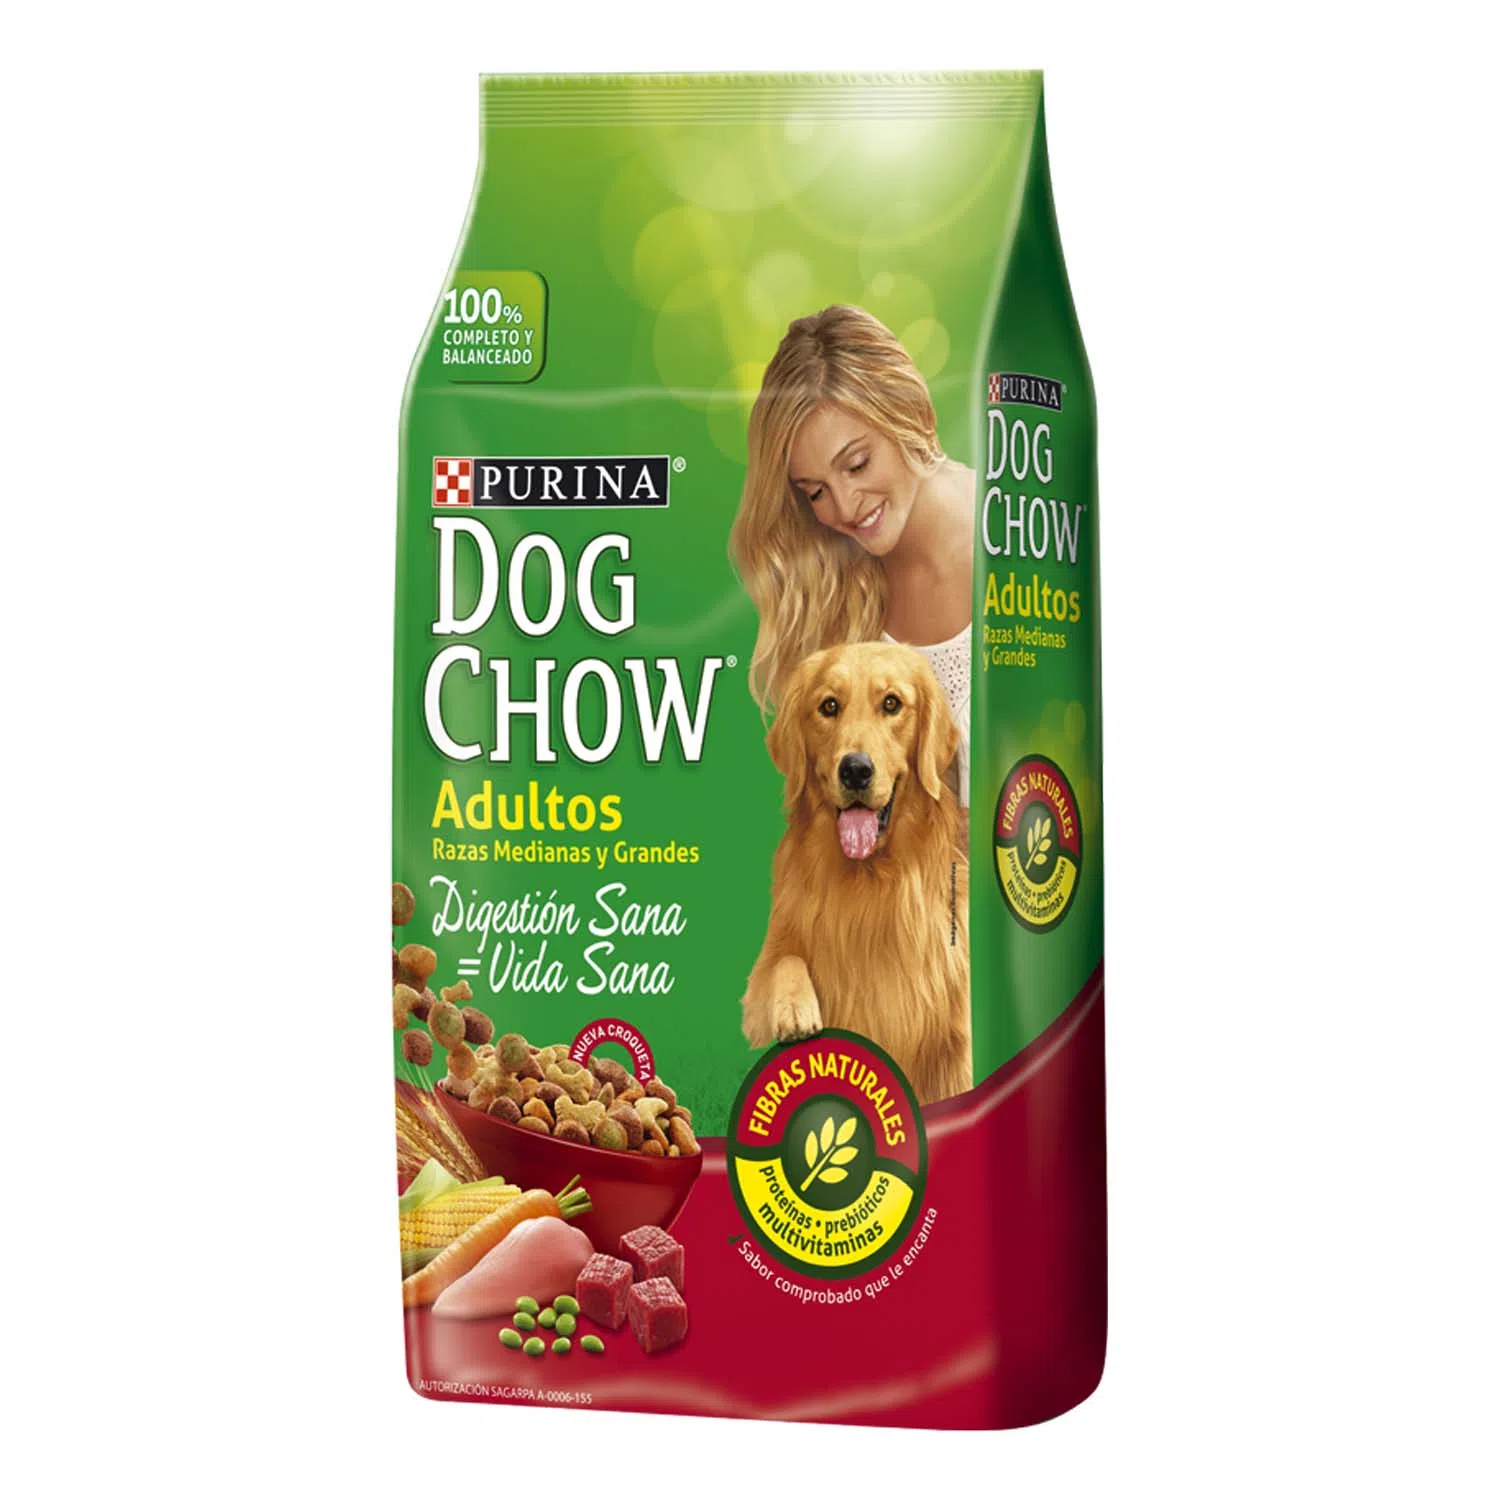 100%
COMPLETO Y
BALANCEADO
PURINA®
DOG
CHOW®
Adultos
Razas Medianas y Grandes
Digestión Sana
= Vida Sana
NUEVA CROQUETA
FIBRAS NATURALES
proteínas • prebióticos
multivitaminas
¡Sabor comprobado que le encanta
AUTORIZACIÓN SAGARPA A-0006-155
PURINA®
DOG
CHOW®
Adultos
Razas Medianas
y Grandes
FIBRAS NATURALES
proteínas • prebióticos
multivitaminas